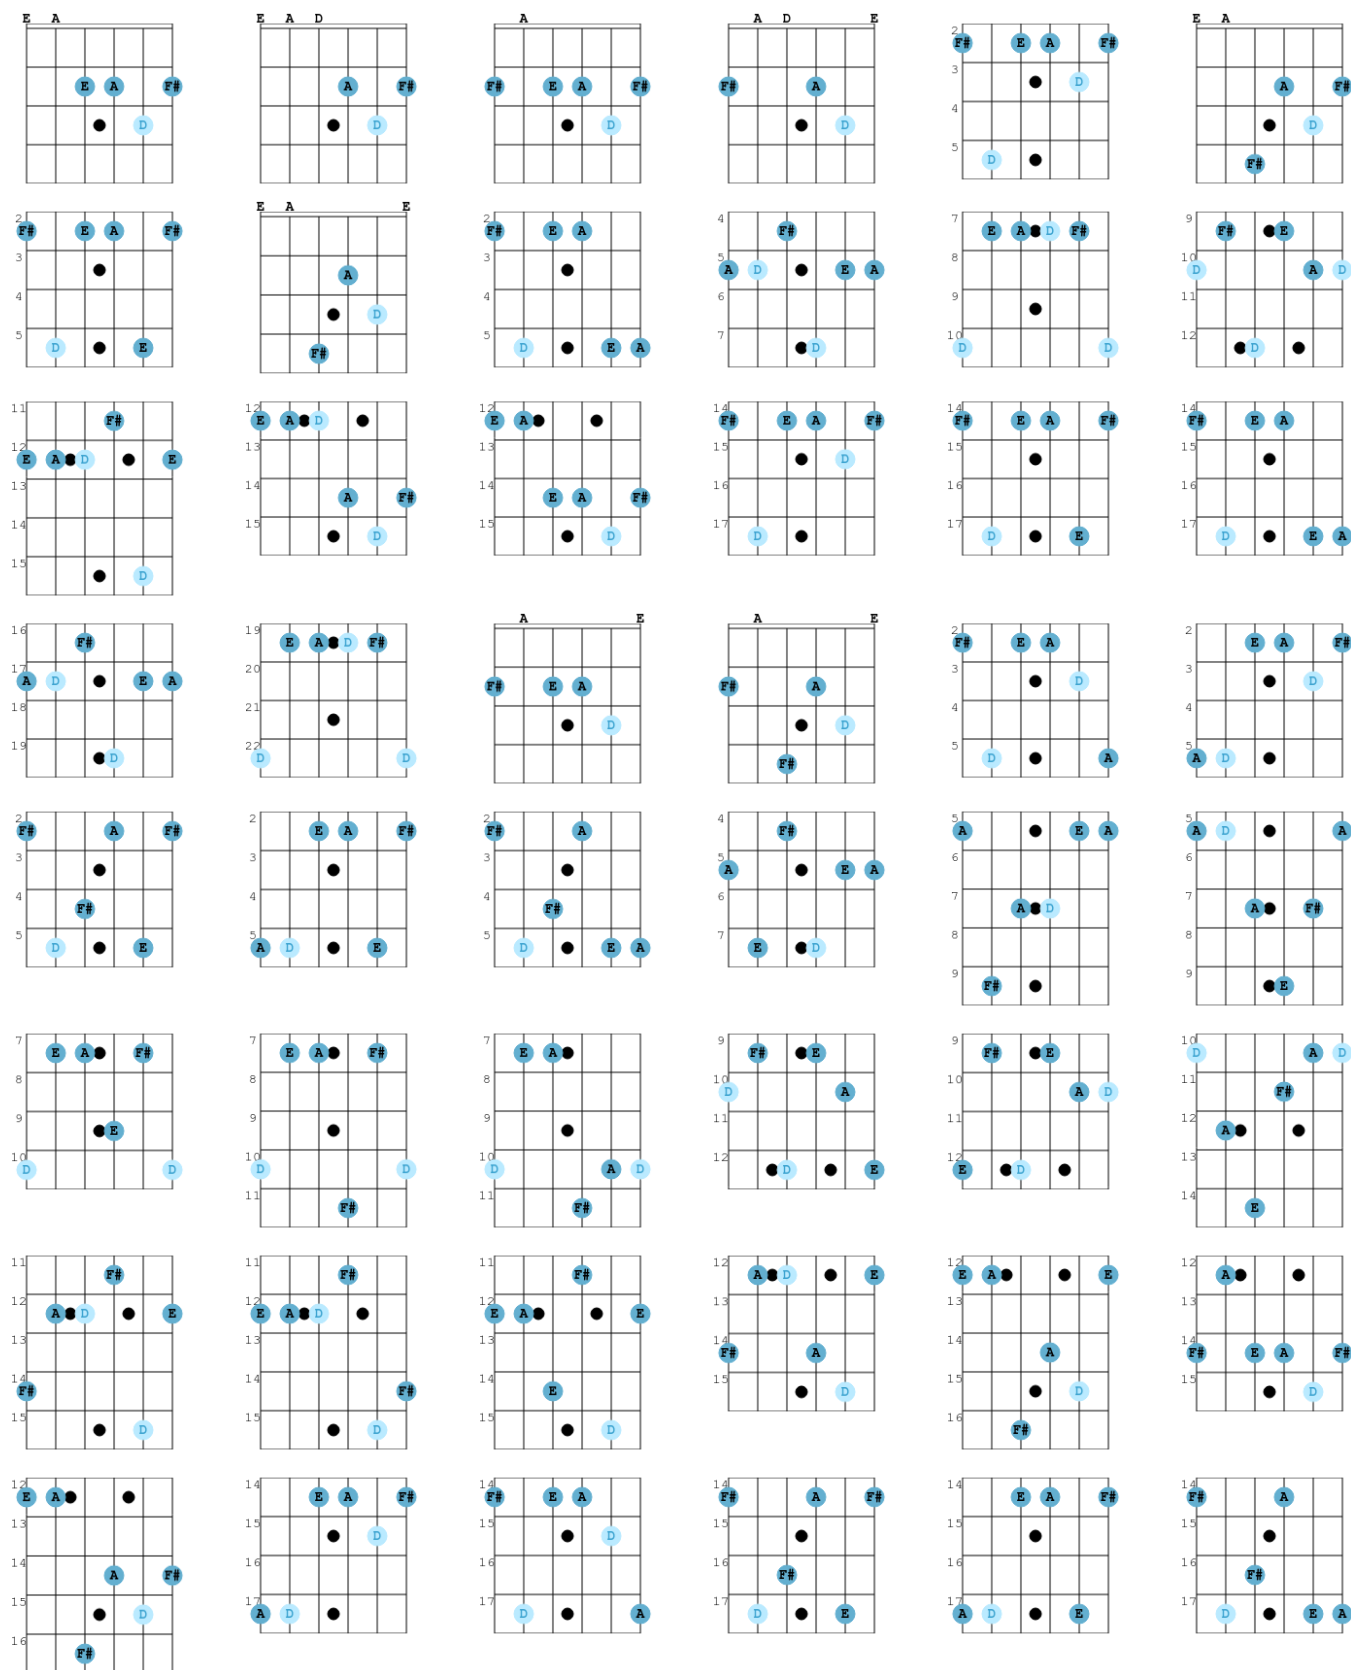 E A E A D A A D E 2 E A
F# E A F#
3 D
E A F# A F# F# E A F# F# A A F#
4
D D D D D
5 D F#
E A E
2 F# E A F# 2 F# E A 4 F# 7 E A D F# 9 F# E
3 A 3 5 A D E A 8 10 D A D
4 D 4 6 9 11
5 D E F# 5 D E A 7 D 10 D D 12 D
11 F# 12 E A D 12 E A 14 F# E A F# 14 F# E A F# 14 F# E A
12 E A D E 13 13 15 D 15 15
13 14 A F# 14 E A F# 16 16 16
14 15 D 15 D 17 D 17 D E 17 D E A
15 D
16 F# 19 E A D F# A E A E 2 F# E A 2 E A F#
17 A D E A 20 F# E A F# A 3 D 3 D
18 21 D D 4 4
19 D 22 D D F# 5 D A 5 A D
2 F# A F# 2 E A F# 2 F# A 4 F# 5 A E A 5 A D A
3 3 3 5 A E A 6 6
4 F# 4 4 F# 6 7 A D 7 A F#
5 D E 5 A D E 5 D E A 7 E D 8 8
9 F# 9 E
7 E A F# 7 E A F# 7 E A 9 F# E 9 F# E 10 D A D
8 8 8 10 D A 10 A D 11 F#
9 E 9 9 11 11 12 A
10 D D 10 D D 10 D A D 12 D E 12 E D 13
11 F# 11 F# 14 E
11 F# 11 F# 11 F# 12 A D E 12 E A E 12 A
12 A D E 12 E A D 12 E A E 13 13 13
13 13 13 14 F# A 14 A 14 F# E A F#
14 F# 14 F# 14 E 15 D 15 D 15 D
15 D 15 D 15 D 16 F#
12 E A 14 E A F# 14 F# E A 14 F# A F# 14 E A F# 14 F# A
13 15 D 15 D 15 15 15
14 A F# 16 16 16 F# 16 16 F#
15 D 17 A D 17 D A 17 D E 17 A D E 17 D E A
16 F#